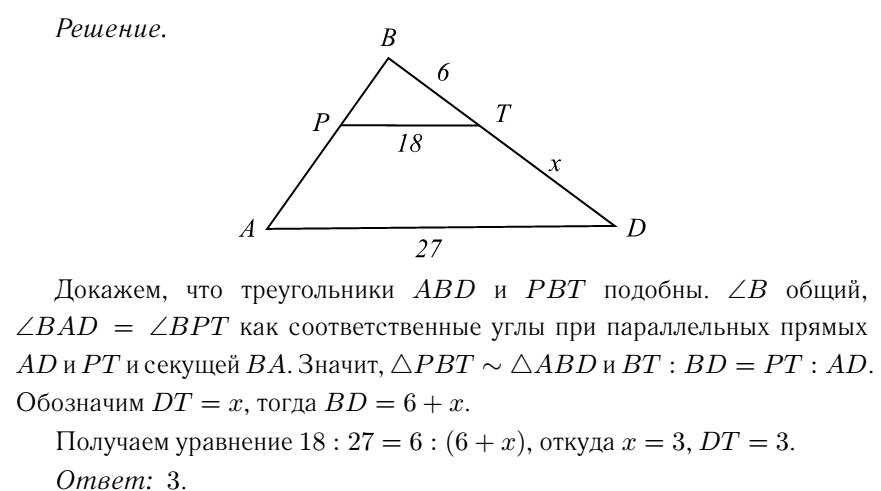 Решение.
B
6
P
T
18
x
A
D
27
Докажем, что треугольники ABD и PBT подобны. ∠B общий,
∠BAD = ∠BPT как соответственные углы при параллельных прямых
AD и PT и секущей BA. Значит, △PBT ∼ △ABD и BT : BD = PT : AD.
Обозначим DT = x, тогда BD = 6 + x.
Получаем уравнение 18 : 27 = 6 : (6 + x), откуда x = 3, DT = 3.
Ответ: 3.